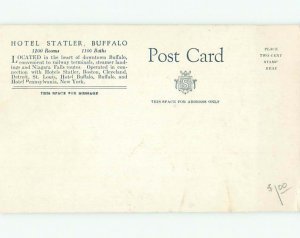 HOTEL STATLER, BUFFALO
1100 Rooms 1100 Baths
LOCATED in the heart of downtown Buffalo,
convenient to railway terminals, steamer land-
ings and Niagara Falls routes. Operated in con-
nection with Hotels Statler, Boston, Cleveland,
Detroit, St. Louis, Hotel Buffalo, Buffalo, and
Hotel Pennsylvania, New York.
THIS SPACE FOR MESSAGE
Post Card
THIS SPACE FOR ADDRESS ONLY
PLACE
TWO CENT
STAMP
HERE
$1.00